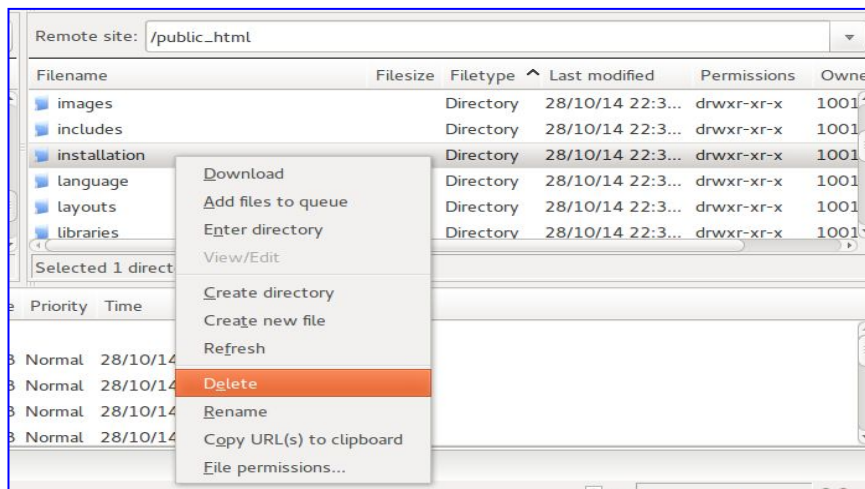 Remote site: /public_html
Filename Filesize Filetype Last modified Permissions Owne
images Directory 28/10/14 22:3... drwxr-xr-x 1001
includes Directory 28/10/14 22:3... drwxr-xr-x 1001
installation Directory 28/10/14 22:3... drwxr-xr-x 1001
language Directory 28/10/14 22:3... drwxr-xr-x 1001
layouts Directory 28/10/14 22:3... drwxr-xr-x 1001
libraries Directory 28/10/14 22:3... drwxr-xr-x 1001
Selected 1 direct
Download
Add files to queue
Enter directory
View/Edit
Create directory
Create new file
Refresh
Delete
Rename
Copy URL(s) to clipboard
File permissions...
Priority Time
Normal 28/10/14
Normal 28/10/14
Normal 28/10/14
Normal 28/10/14